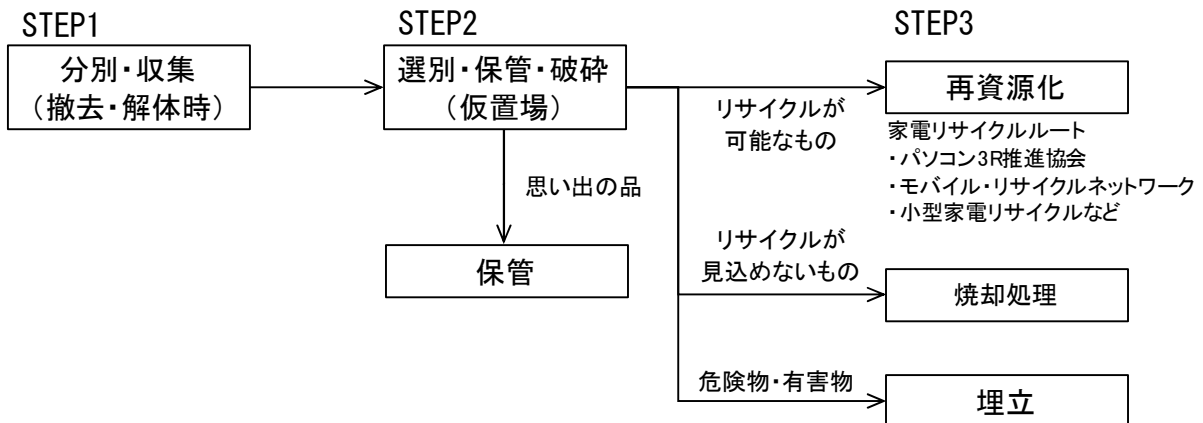 STEP1
分別・収集
（撤去・解体時）
STEP2
選別・保管・破砕
（仮置場）
思い出の品
保管
STEP3
リサイクルが
可能なもの
再資源化
家電リサイクルルート
・パソコン3R推進協会
・モバイル・リサイクルネットワーク
・小型家電リサイクルなど
リサイクルが
見込めないもの
焼却処理
危険物・有害物
埋立